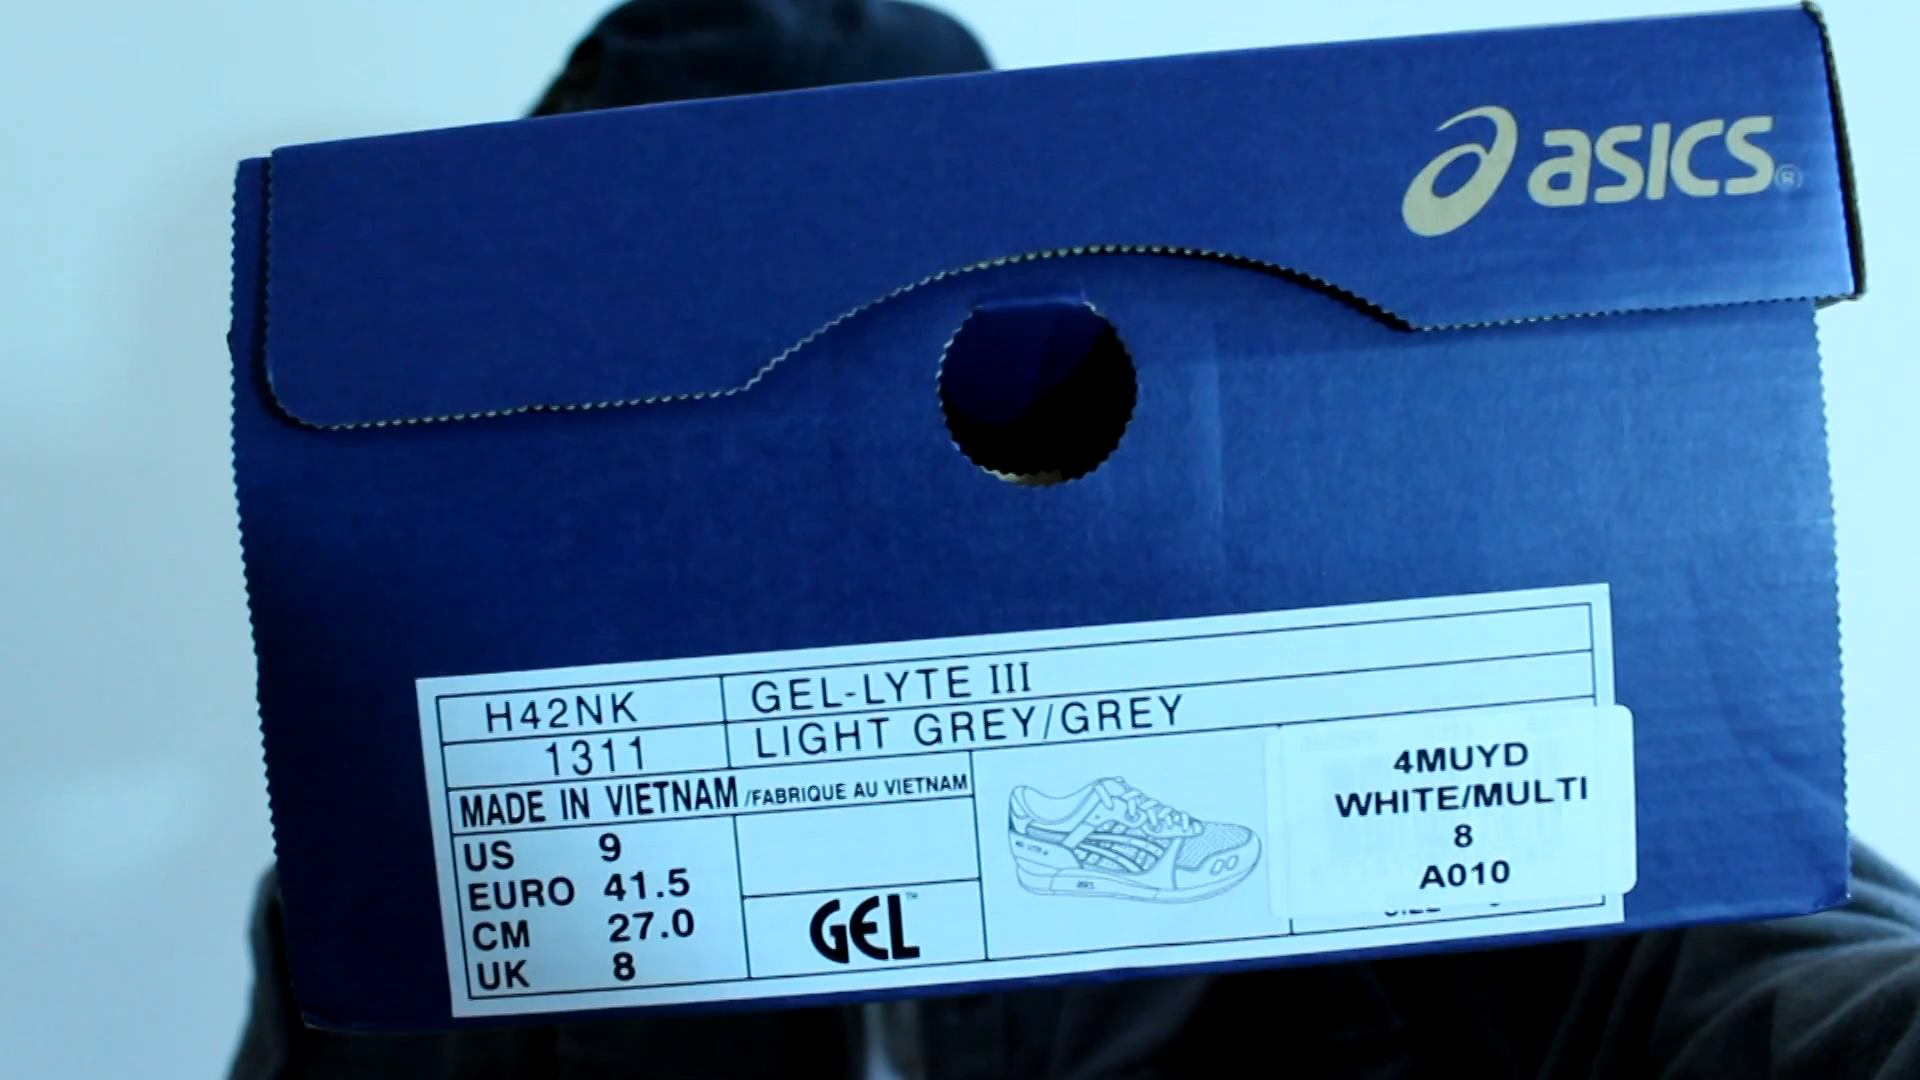 asics®
H42NK
GEL-LYTE III
1311
LIGHT GREY/GREY
MADE IN VIETNAM/FABRIQUE AU VIETNAM
US 9
EURO 41.5
CM 27.0
UK 8
GEL™
4MUYD
WHITE/MULTI
8
A010